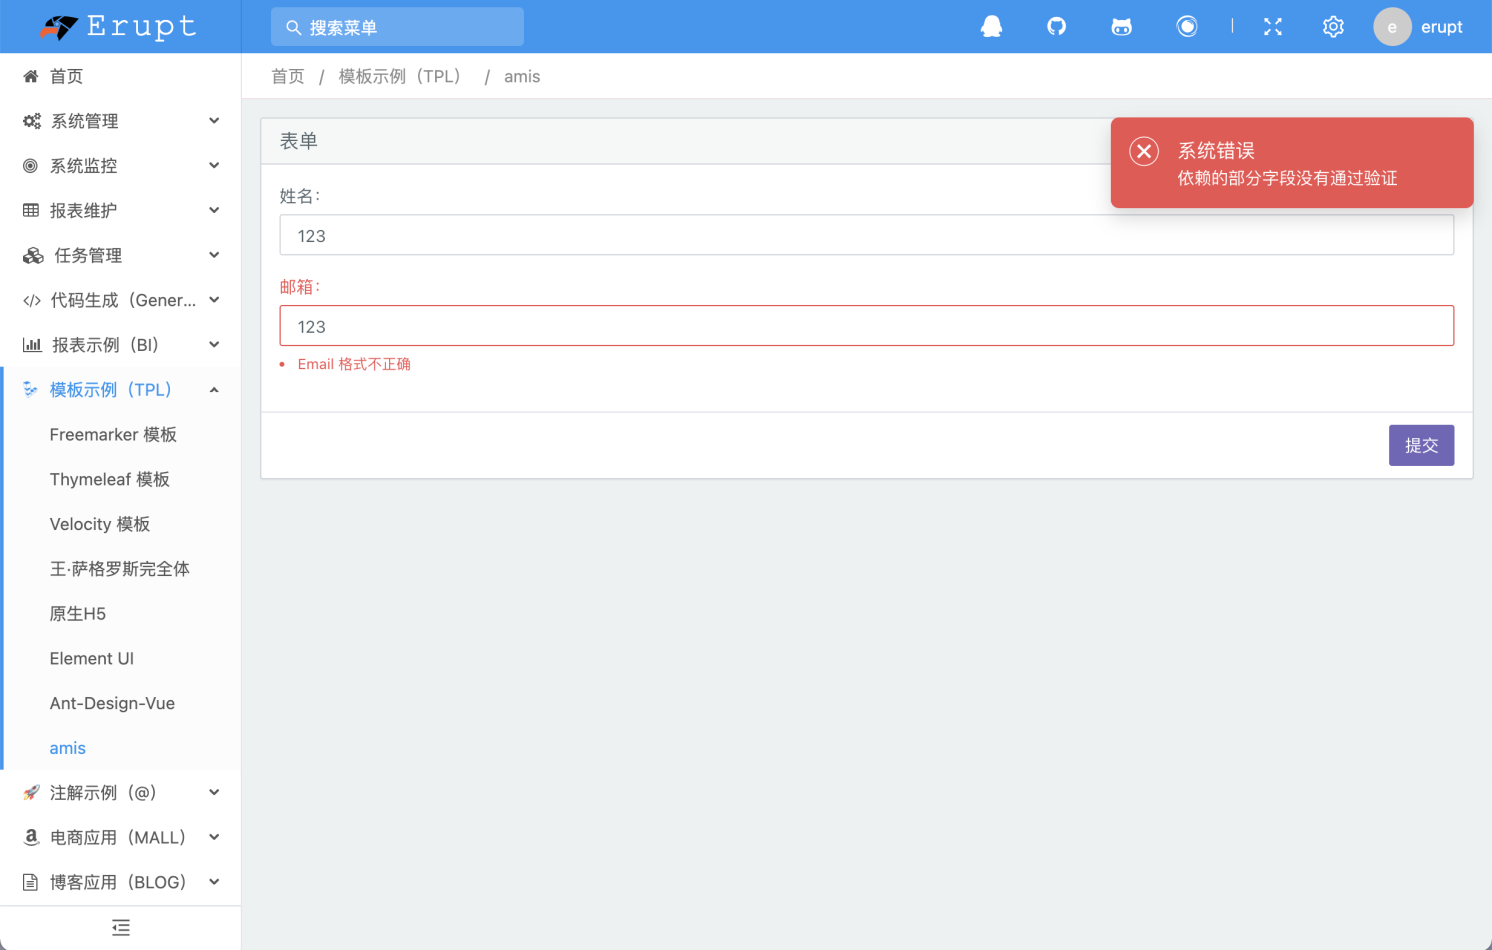 Erupt
搜索菜单
e
erupt
首页
系统管理
系统监控
报表维护
任务管理
代码生成（Gener...
报表示例（BI）
模板示例（TPL）
Freemarker 模板
Thymeleaf 模板
Velocity 模板
王·萨格罗斯完全体
原生H5
Element UI
Ant-Design-Vue
amis
注解示例（@）
电商应用（MALL）
博客应用（BLOG）
首页 / 模板示例（TPL） / amis
表单
系统错误
依赖的部分字段没有通过验证
姓名:
123
邮箱:
123
• Email 格式不正确
提交